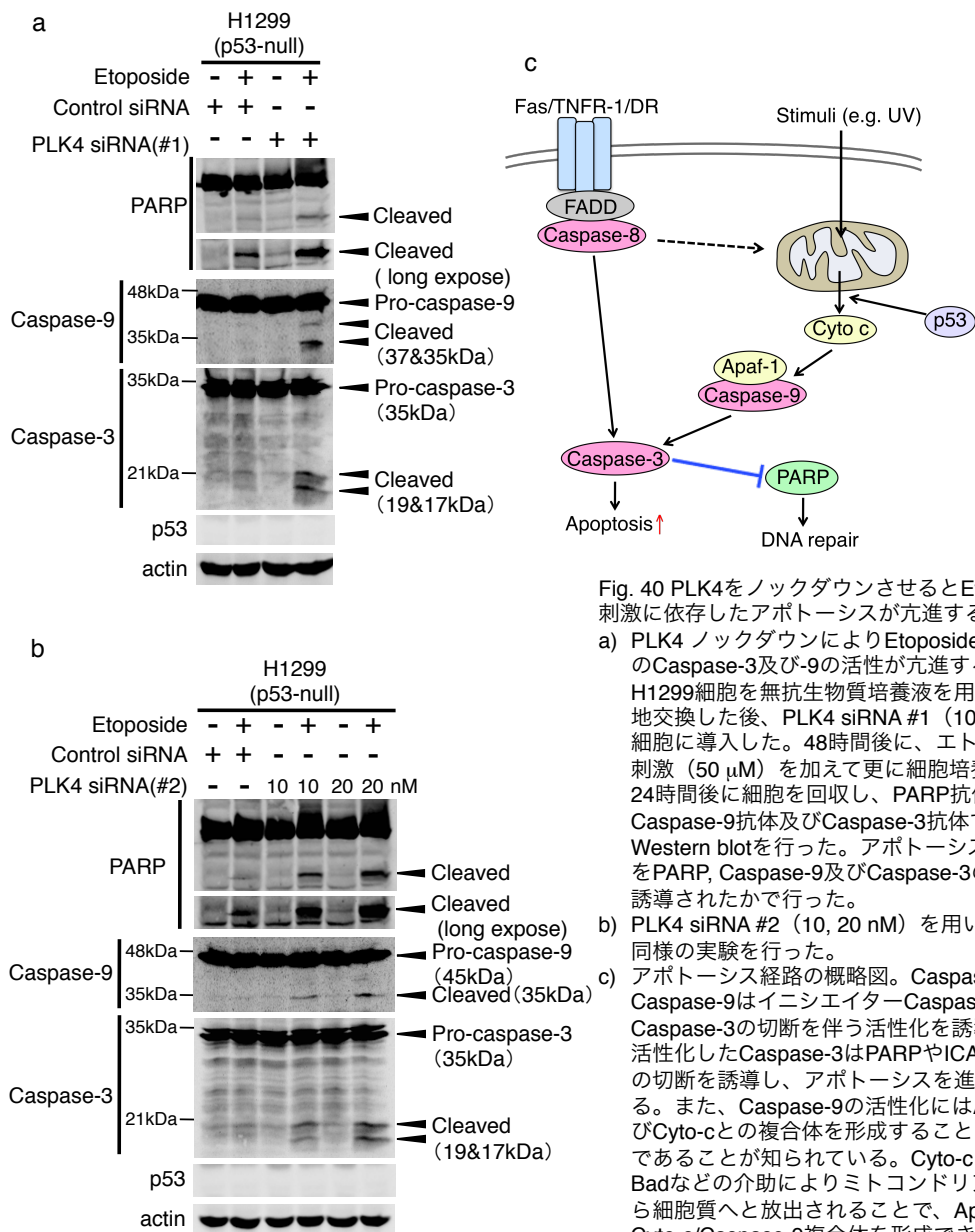 a
H1299
(p53-null)
Etoposide - + - +
Control siRNA + + - -
PLK4 siRNA(#1) - - + +
PARP
Cleaved
Cleaved
( long expose)
Caspase-9
48kDa
35kDa
Pro-caspase-9
Cleaved
(37&35kDa)
Caspase-3
35kDa
21kDa
Pro-caspase-3
(35kDa)
Cleaved
(19&17kDa)
p53
actin
b
H1299
(p53-null)
Etoposide - + - + - +
Control siRNA + + - - - -
PLK4 siRNA(#2) - - 10 10 20 20 nM
PARP
Cleaved
Cleaved
(long expose)
Caspase-9
48kDa
35kDa
Pro-caspase-9
(45kDa)
Cleaved(35kDa)
Caspase-3
35kDa
21kDa
Pro-caspase-3
(35kDa)
Cleaved
(19&17kDa)
p53
actin
c
Fas/TNFR-1/DR
Stimuli (e.g. UV)
FADD
Caspase-8
Cyto c
p53
Apaf-1
Caspase-9
Caspase-3
PARP
Apoptosis↑
DNA repair
Fig. 40 PLK4をノックダウンさせるとE
刺激に依存したアポトーシスが亢進する
a) PLK4 ノックダウンによりEtoposide
のCaspase-3及び-9の活性が亢進す
H1299細胞を無抗生物質培養液を用
地交換した後、PLK4 siRNA #1（10
細胞に導入した。48時間後に、エト
刺激（50 μM）を加えて更に細胞培
24時間後に細胞を回収し、PARP抗
Caspase-9抗体及びCaspase-3抗体
Western blotを行った。アポトーシス
をPARP, Caspase-9及びCaspase-3
誘導されたかで行った。
b) PLK4 siRNA #2（10, 20 nM）を用い
同様の実験を行った。
c) アポトーシス経路の概略図。Caspas
Caspase-9はイニシエイターCaspas
Caspase-3の切断を伴う活性化を誘
活性化したCaspase-3はPARPやICA
の切断を誘導し、アポトーシスを進
る。また、Caspase-9の活性化には
びCyto-cとの複合体を形成すること
であることが知られている。Cyto-c
Badなどの介助によりミトコンドリ
ら細胞質へと放出されることで、Ap